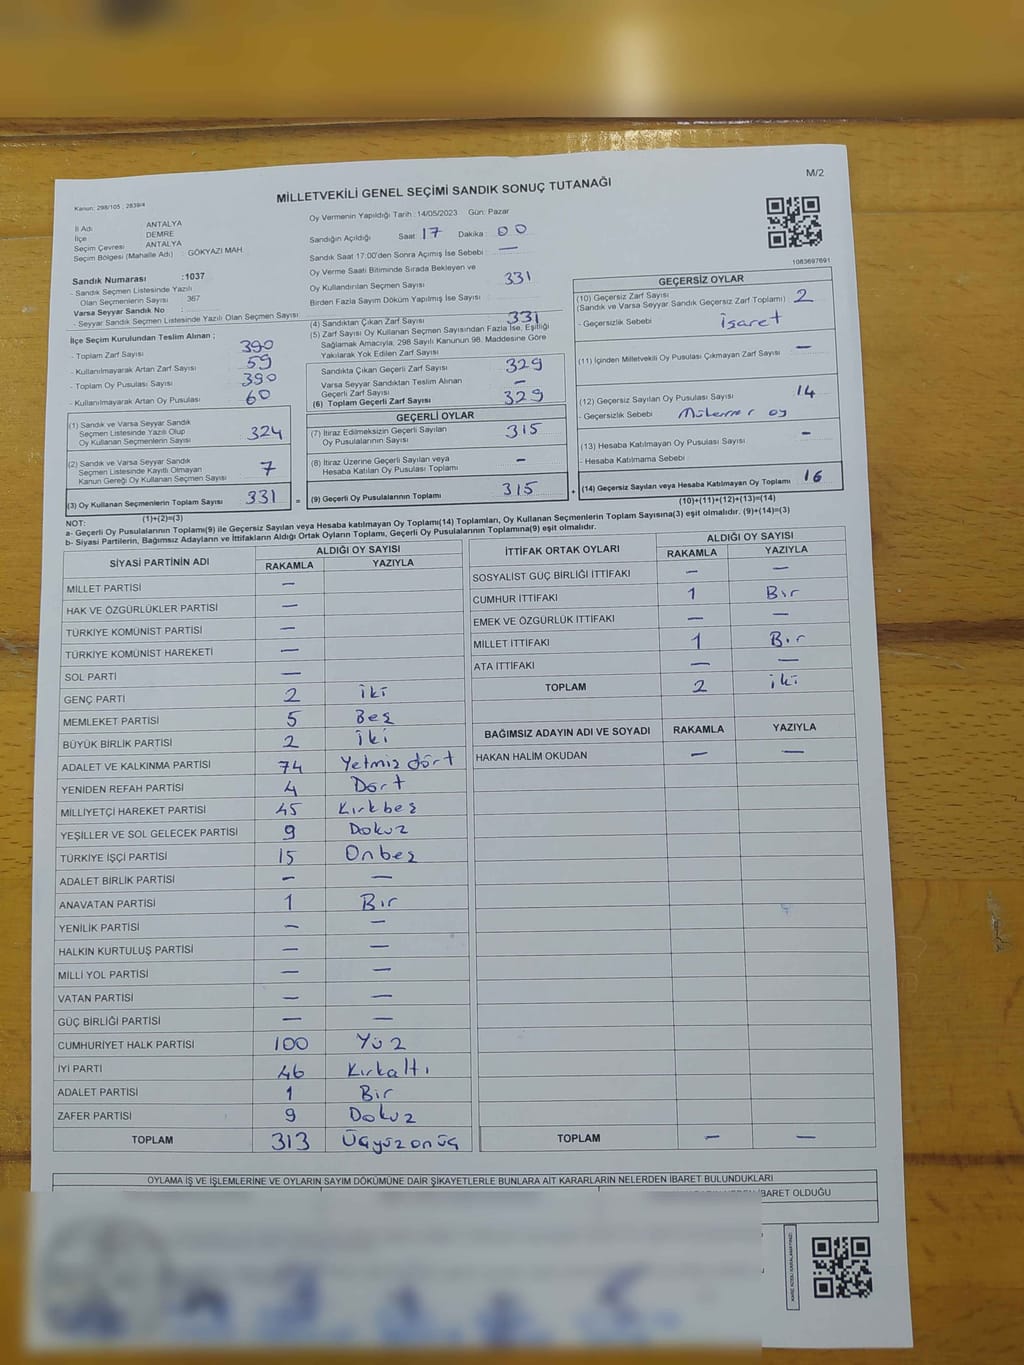 M/2
MİLLETVEKİLİ GENEL SEÇİMİ SANDIK SONUÇ TUTANAĞI
Kanun: 298/105 ; 2839/4
İl Adı : ANTALYA
İlçe : DEMRE
Seçim Çevresi : ANTALYA
Seçim Bölgesi (Mahalle Adı) : GÖKYAZI MAH.
Sandık Numarası :1037
- Sandık Seçmen Listesinde Yazılı
Olan Seçmenlerin Sayısı : 367
Varsa Seyyar Sandık No :
- Seyyar Sandık Seçmen Listesinde Yazılı Olan Seçmen Sayısı:
Oy Vermenin Yapıldığı Tarih : 14/05/2023 Gün: Pazar
Sandığın Açıldığı Saat: 17 Dakika: 00
Sandık Saat 17:00'den Sonra Açımış İse Sebebi : —
Oy Verme Saati Bitiminde Sırada Bekleyen ve
Oy Kullandırılan Seçmen Sayısı : 331
Birden Fazla Sayım Döküm Yapılmış İse Sayısı :
1083697691
İlçe Seçim Kurulundan Teslim Alınan ;
- Toplam Zarf Sayısı : 390
- Kullanılmayarak Artan Zarf Sayısı : 59
- Toplam Oy Pusulası Sayısı : 390
- Kullanılmayarak Artan Oy Pusulası : 60
(1) Sandık ve Varsa Seyyar Sandık
Seçmen Listesinde Yazılı Olup
Oy Kullanan Seçmenlerin Sayısı : 324
(2) Sandık ve Varsa Seyyar Sandık
Seçmen Listesinde Kayıtlı Olmayan
Kanun Gereği Oy Kullanan Seçmen Sayısı : 7
(3) Oy Kullanan Seçmenlerin Toplam Sayısı : 331
(1)+(2)=(3)
=
(4) Sandıktan Çıkan Zarf Sayısı : 331
(5) Zarf Sayısı Oy Kullanan Seçmen Sayısından Fazla İse, Eşitliği
Sağlamak Amacıyla, 298 Sayılı Kanunun 98. Maddesine Göre
Yakılarak Yok Edilen Zarf Sayısı
Sandıkta Çıkan Geçerli Zarf Sayısı : 329
Varsa Seyyar Sandıktan Teslim Alınan
Geçerli Zarf Sayısı : —
(6) Toplam Geçerli Zarf Sayısı : 329
GEÇERLİ OYLAR
(7) İtiraz Edilmeksizin Geçerli Sayılan
Oy Pusulalarının Sayısı : 315
(8) İtiraz Üzerine Geçerli Sayılan veya
Hesaba Katılan Oy Pusulası Toplamı : —
(9) Geçerli Oy Pusulalarının Toplamı : 315
+
GEÇERSİZ OYLAR
(10) Geçersiz Zarf Sayısı
(Sandık ve Varsa Seyyar Sandık Geçersiz Zarf Toplamı) : 2
- Geçersizlik Sebebi : İşaret
(11) İçinden Milletvekili Oy Pusulası Çıkmayan Zarf Sayısı : —
(12) Geçersiz Sayılan Oy Pusulası Sayısı : 14
- Geçersizlik Sebebi : Mükerrer oy
(13) Hesaba Katılmayan Oy Pusulası Sayısı : —
- Hesaba Katılmama Sebebi :
(14) Geçersiz Sayılan veya Hesaba Katılmayan Oy Toplamı : 16
(10)+(11)+(12)+(13)=(14)
NOT:
a- Geçerli Oy Pusulaları Toplamı(9) ile Geçersiz Sayılan veya Hesaba katılmayan Oy Toplamı(14) Toplamları, Oy Kullanan Seçmenlerin Toplam Sayısına(3) eşit olmalıdır. (9)+(14)=(3)
b- Siyasi Partilerin, Bağımsız Adayların ve İttifakların Aldığı Ortak Oyların Toplamı, Geçerli Oy Pusulalarının Toplamına(9) eşit olmalıdır.
SİYASİ PARTİNİN ADI ALDIĞI OY SAYISI
RAKAMLA YAZIYLA
MİLLET PARTİSİ —
HAK VE ÖZGÜRLÜKLER PARTİSİ —
TÜRKİYE KOMÜNİST PARTİSİ —
TÜRKİYE KOMÜNİST HAREKETİ —
SOL PARTİ —
GENÇ PARTİ 2 İki
MEMLEKET PARTİSİ 5 Beş
BÜYÜK BİRLİK PARTİSİ 2 İki
ADALET VE KALKINMA PARTİSİ 74 Yetmiş dört
YENİDEN REFAH PARTİSİ 4 Dört
MİLLİYETÇİ HAREKET PARTİSİ 45 Kırkbeş
YEŞİLLER VE SOL GELECEK PARTİSİ 9 Dokuz
TÜRKİYE İŞÇİ PARTİSİ 15 Onbeş
ADALET BİRLİK PARTİSİ — —
ANAVATAN PARTİSİ 1 Bir
YENİLİK PARTİSİ — —
HALKIN KURTULUŞ PARTİSİ — —
MİLLİ YOL PARTİSİ — —
VATAN PARTİSİ — —
GÜÇ BİRLİĞİ PARTİSİ — —
CUMHURİYET HALK PARTİSİ 100 Yüz
İYİ PARTİ 46 Kırkaltı
ADALET PARTİSİ 1 Bir
ZAFER PARTİSİ 9 Dokuz
TOPLAM 313 Üçyüzonüç
İTTİFAK ORTAK OYLARI ALDIĞI OY SAYISI
RAKAMLA YAZIYLA
SOSYALİST GÜÇ BİRLİĞİ İTTİFAKI — —
CUMHUR İTTİFAKI 1 Bir
EMEK VE ÖZGÜRLÜK İTTİFAKI — —
MİLLET İTTİFAKI 1 Bir
ATA İTTİFAKI — —
TOPLAM 2 iki
BAĞIMSIZ ADAYIN ADI VE SOYADI RAKAMLA YAZIYLA
HAKAN HALİM OKUDAN — —
TOPLAM — —
OYLAMA İŞ VE İŞLEMLERİNE VE OYLARIN SAYIM DÖKÜMÜNE DAİR ŞİKAYETLERLE BUNLARA AİT KARARLARIN NELERDEN İBARET BULUNDUKLARI
İBARET OLDUĞU